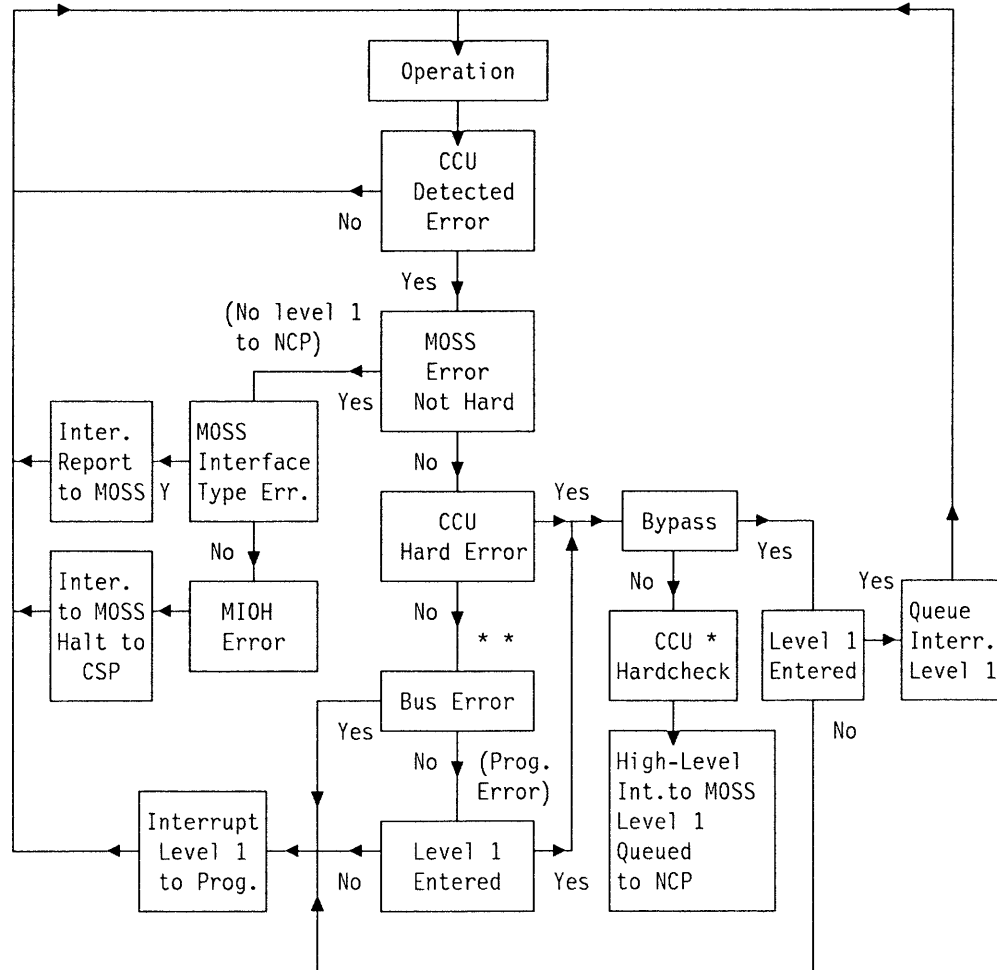 Operation
CCU
Detected
Error
No
Yes
(No level 1
to NCP)
MOSS
Error
Not Hard
Yes
No
Inter.
Report
to MOSS
Y
MOSS
Interface
Type Err.
No
CCU
Hard Error
Yes
Bypass
Yes
No
No
Inter.
to MOSS
Halt to
CSP
MIOH
Error
* *
CCU *
Hardcheck
Level 1
Entered
Yes
Queue
Interr.
Level 1
No
Bus Error
Yes
No
(Prog.
Error)
High-Level
Int.to MOSS
Level 1
Queued
to NCP
Interrupt
Level 1
to Prog.
No
Level 1
Entered
Yes